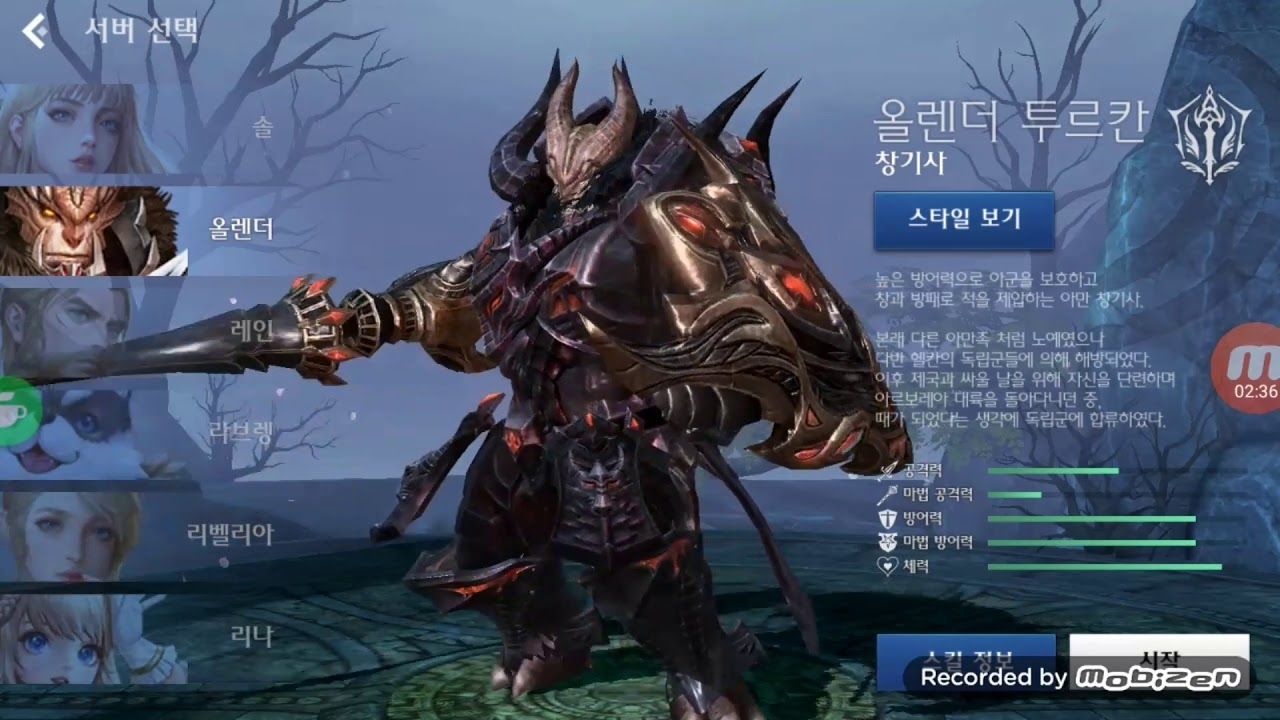 서버 선택
솔
올렌더
레인
라브렝
리벨리아
리나
올렌더 투르칸
창기사
스타일 보기
높은 방어력으로 아군을 보호하고
창과 방패로 적을 제압하는 야만 창기사.
본래 다른 야만족 처럼 노예였으나
다반 헬칸의 독립군들에 의해 해방되었다.
이후 제국과 싸울 날을 위해 자신을 단련하며
아르보레아 대륙을 돌아다니던 중,
때가 되었다는 생각에 독립군에 합류하였다.
공격력
마법 공격력
방어력
마법 방어력
체력
스킬 정보
시작
m
02:36
Recorded by mobizen